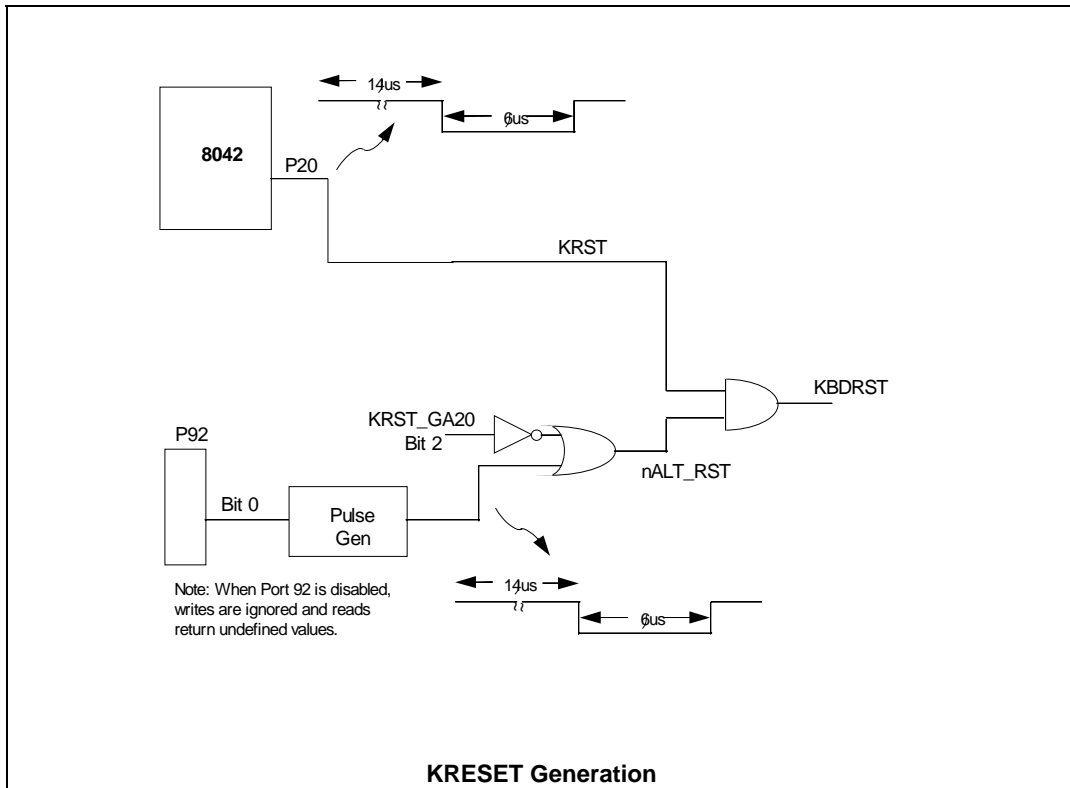 14us
6us
8042
P20
KRST
KBDRST
KRST_GA20
Bit 2
P92
nALT_RST
Bit 0
Pulse
Gen
14us
6us
Note: When Port 92 is disabled,
writes are ignored and reads
return undefined values.
KRESET Generation